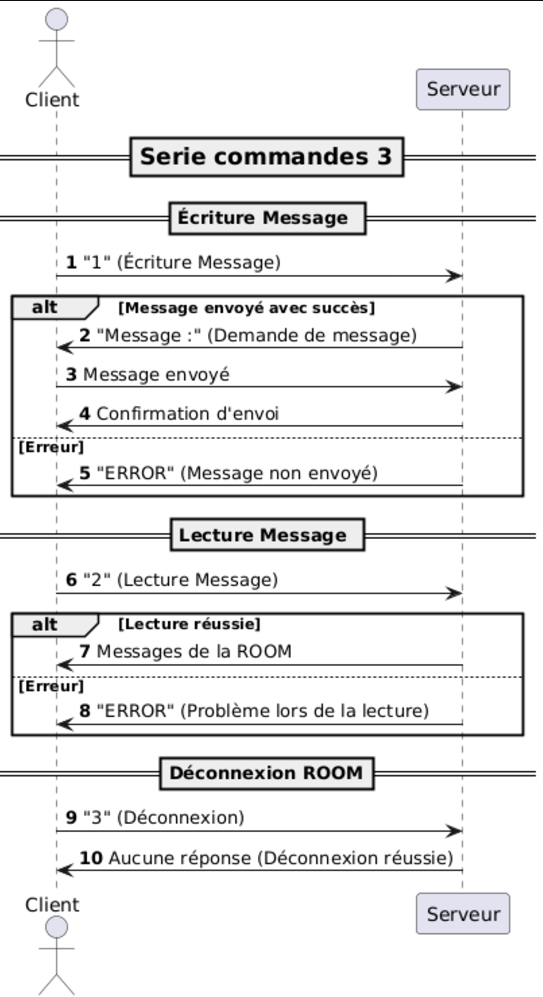 Client
Serveur
Serie commandes 3
Écriture Message
1 "1" (Écriture Message)
alt [Message envoyé avec succès]
2 "Message :" (Demande de message)
3 Message envoyé
4 Confirmation d'envoi
[Erreur]
5 "ERROR" (Message non envoyé)
Lecture Message
6 "2" (Lecture Message)
alt [Lecture réussie]
7 Messages de la ROOM
[Erreur]
8 "ERROR" (Problème lors de la lecture)
Déconnexion ROOM
9 "3" (Déconnexion)
10 Aucune réponse (Déconnexion réussie)
Client
Serveur